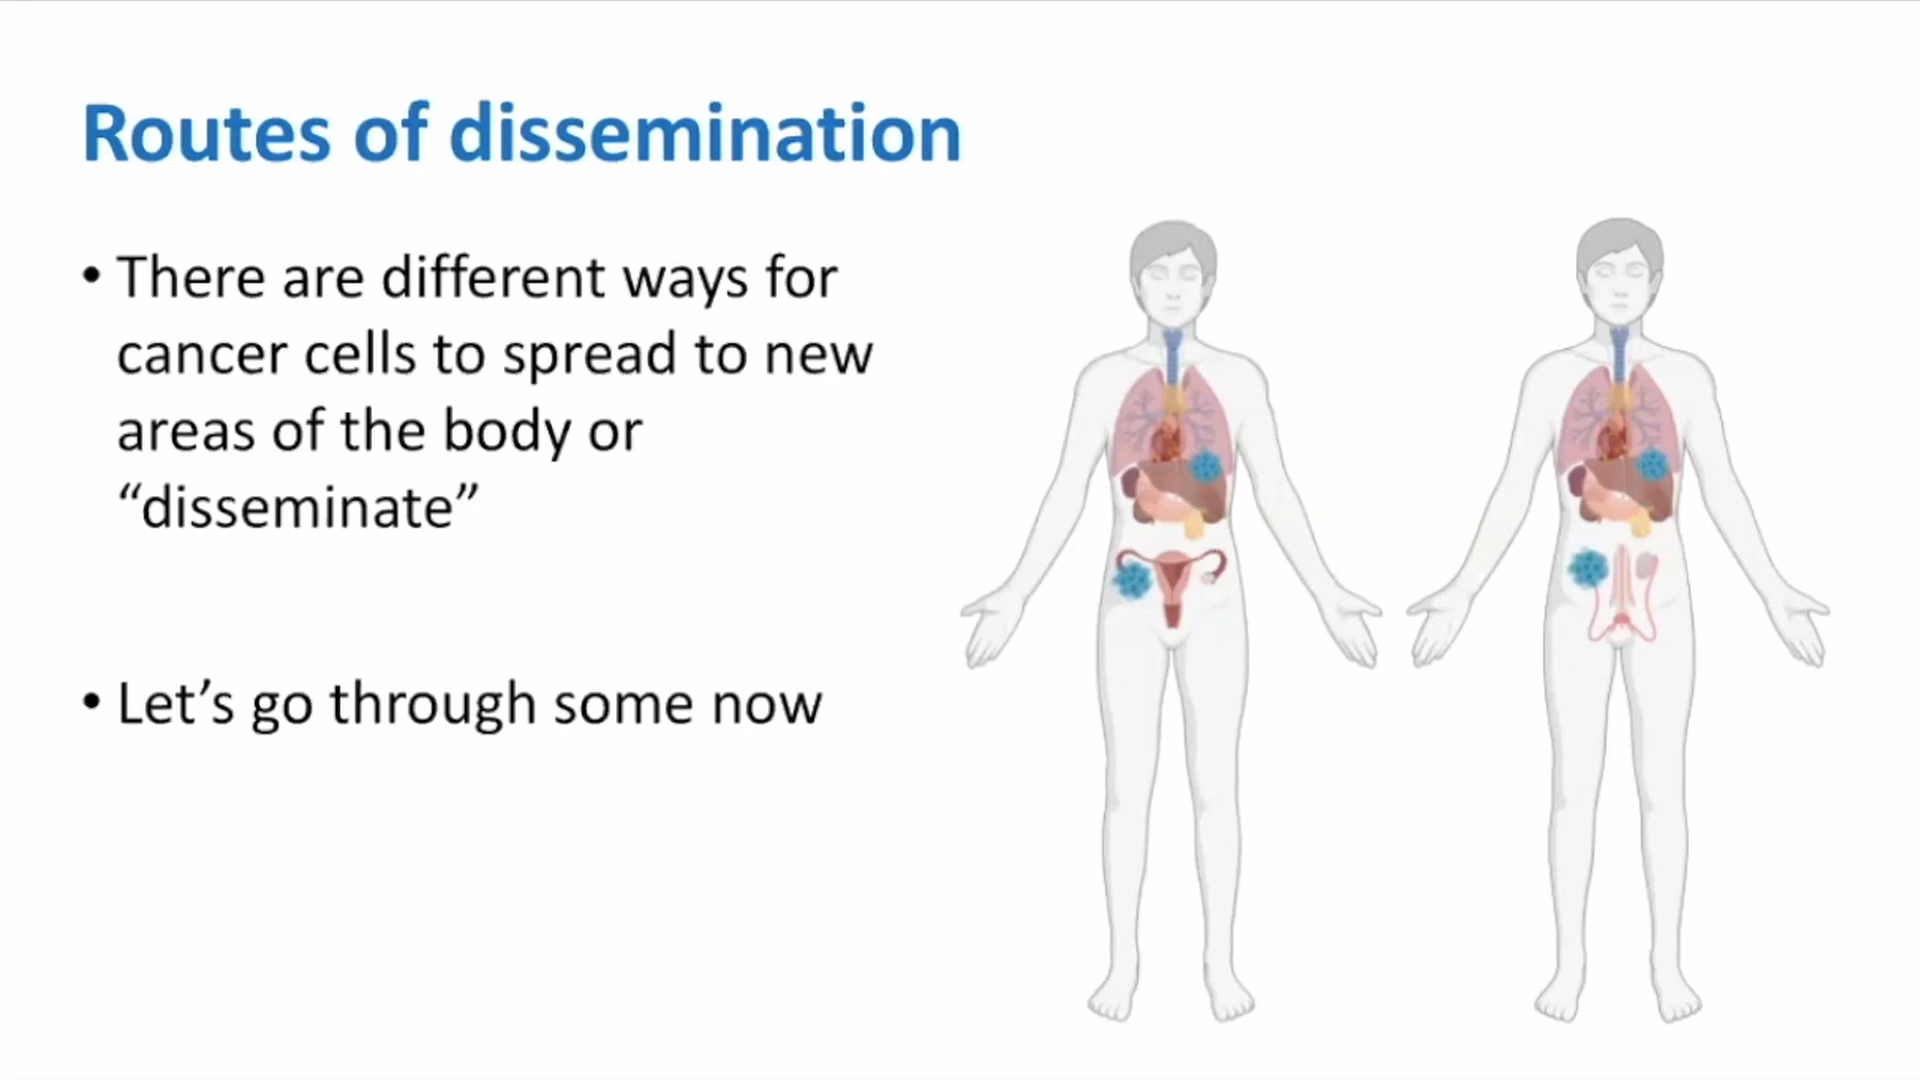 Routes of dissemination
• There are different ways for
cancer cells to spread to new
areas of the body or
“disseminate”
• Let’s go through some now